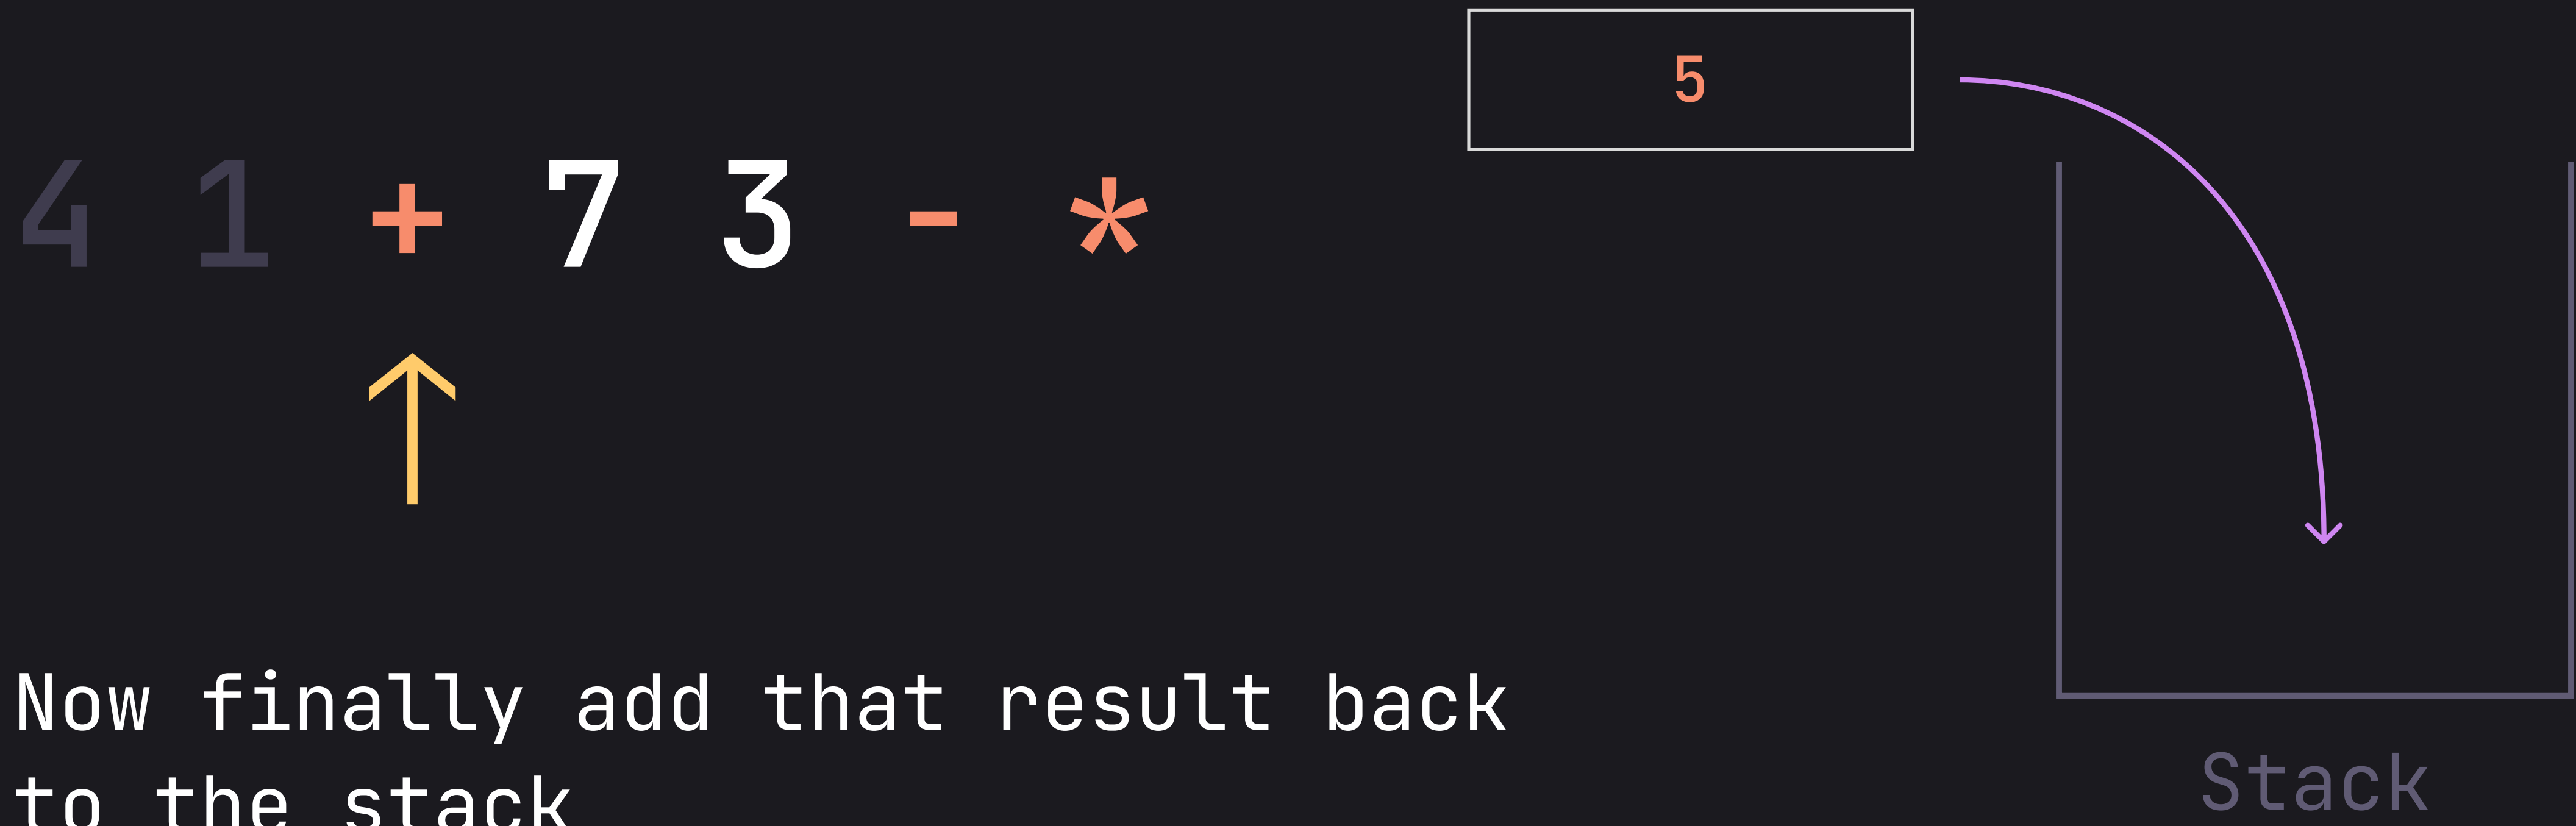 5
4 1 + 7 3 - *
Now finally add that result back
to the stack
Stack